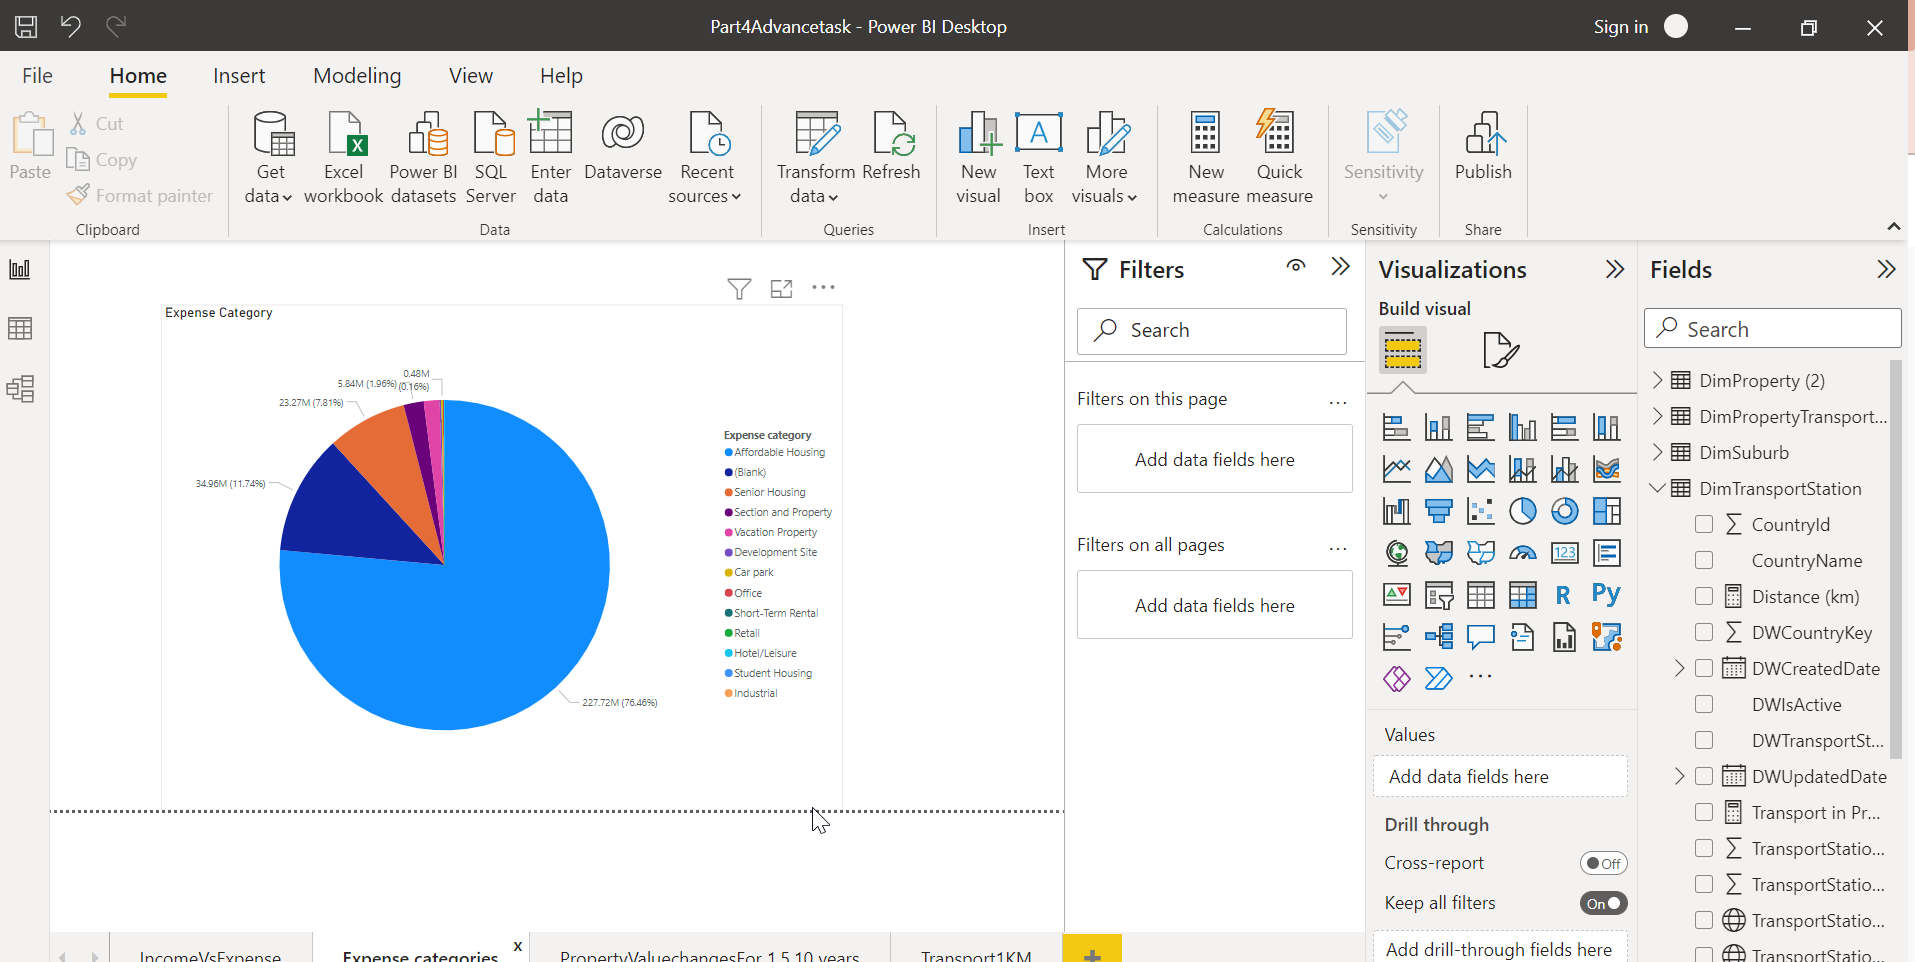 Part4Advancetask - Power BI Desktop
Sign in
File Home Insert Modeling View Help
Paste
Cut
Copy
Format painter
Clipboard
Get data
Excel workbook
Power BI datasets
SQL Server
Enter data
Dataverse
Recent sources
Data
Transform data
Refresh
Queries
New visual
Text box
More visuals
Insert
New measure
Quick measure
Calculations
Sensitivity
Sensitivity
Publish
Share
Expense Category
0.48M
(0.16%)
5.84M (1.96%)
23.27M (7.81%)
34.96M (11.74%)
227.72M (76.46%)
Expense category
Affordable Housing
(Blank)
Senior Housing
Section and Property
Vacation Property
Development Site
Car park
Office
Short-Term Rental
Retail
Hotel/Leisure
Student Housing
Industrial
Filters
Search
Filters on this page
...
Add data fields here
Filters on all pages
...
Add data fields here
Visualizations
Build visual
123
R
Py
...
Values
Add data fields here
Drill through
Cross-report
Off
Keep all filters
On
Add drill-through fields here
Fields
Search
DimProperty (2)
DimPropertyTransport...
DimSuburb
DimTransportStation
CountryId
CountryName
Distance (km)
DWCountryKey
DWCreatedDate
DWIsActive
DWTransportSt...
DWUpdatedDate
Transport in Pr...
TransportStatio...
TransportStatio...
TransportStatio...
TransportStatio...
IncomeVsExpense
Expense categories
x
PropertyValuechangesFor 1,5,10 years
Transport1KM
+